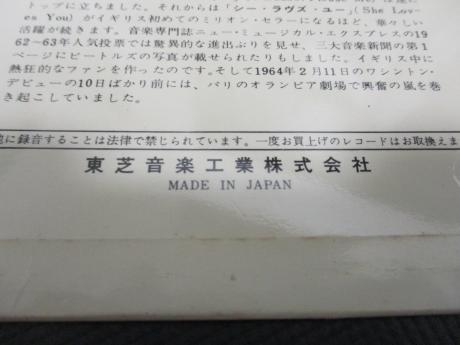 トップに立ちました。それからは「シー・ラヴズ・ユー」(She Lov-
es You) がイギリス初めてのミリオン・セラーになるほど、華々しい
活躍が続きます。音楽専門誌ニュー・ミュージカル・エクスプレスの19
62~63年人気投票では驚異的な進出ぶりを見せ、三大音楽新聞の第1
ページにビートルズの写真が載せられたりもしました。イギリス中に
熱狂的なファンを作ったのです。そして1964年2月11日のワシントン・
デビューの10日ばかり前には、パリのオランピア劇場で興奮の嵐を巻
き起こしていました。
に録音することは法律で禁じられています。一度お買上げのレコードはお取換えま
東芝音楽工業株式会社
MADE IN JAPAN